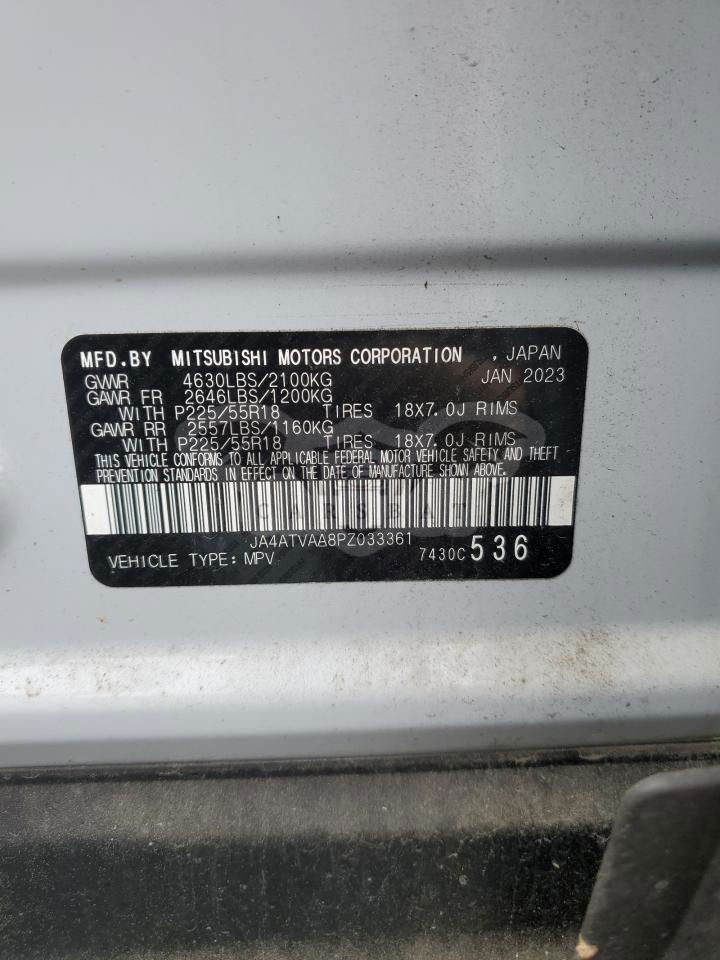 MFD.BY MITSUBISHI MOTORS CORPORATION , JAPAN
GVWR 4630LBS/2100KG JAN 2023
GAWR FR 2646LBS/1200KG
WITH P225/55R18 TIRES 18X7.0J RIMS
GAWR RR 2557LBS/1160KG
WITH P225/55R18 TIRES 18X7.0J RIMS
THIS VEHICLE CONFORMS TO ALL APPLICABLE FEDERAL MOTOR VEHICLE SAFETY AND THEFT
PREVENTION STANDARDS IN EFFECT ON THE DATE OF MANUFACTURE SHOWN ABOVE.
CARSBAT
JA4ATVAA8PZ033361 7430C 536
VEHICLE TYPE: MPV